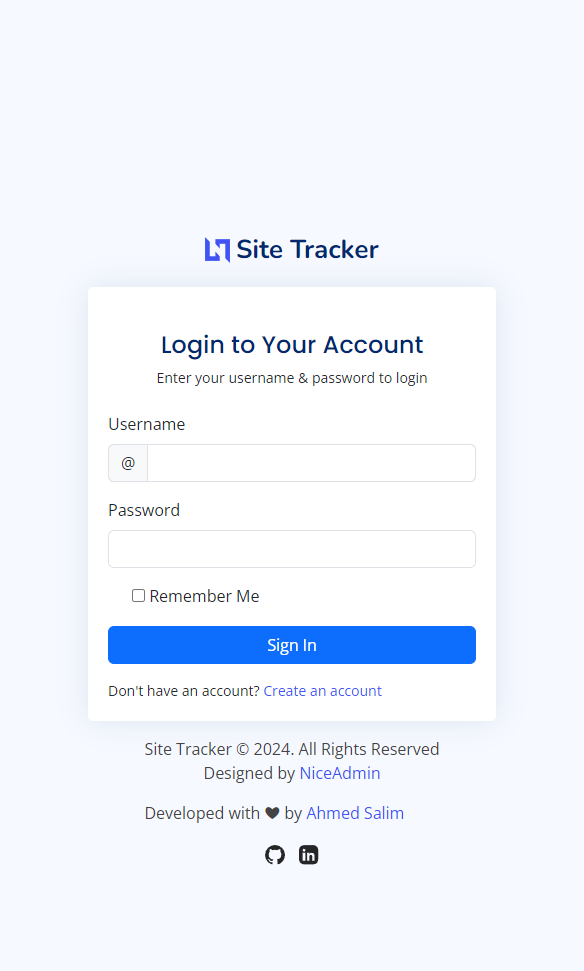 Site Tracker
Login to Your Account
Enter your username & password to login
Username
@
Password
Remember Me
Sign In
Don't have an account? Create an account
Site Tracker © 2024. All Rights Reserved
Designed by NiceAdmin
Developed with ♥ by Ahmed Salim
in